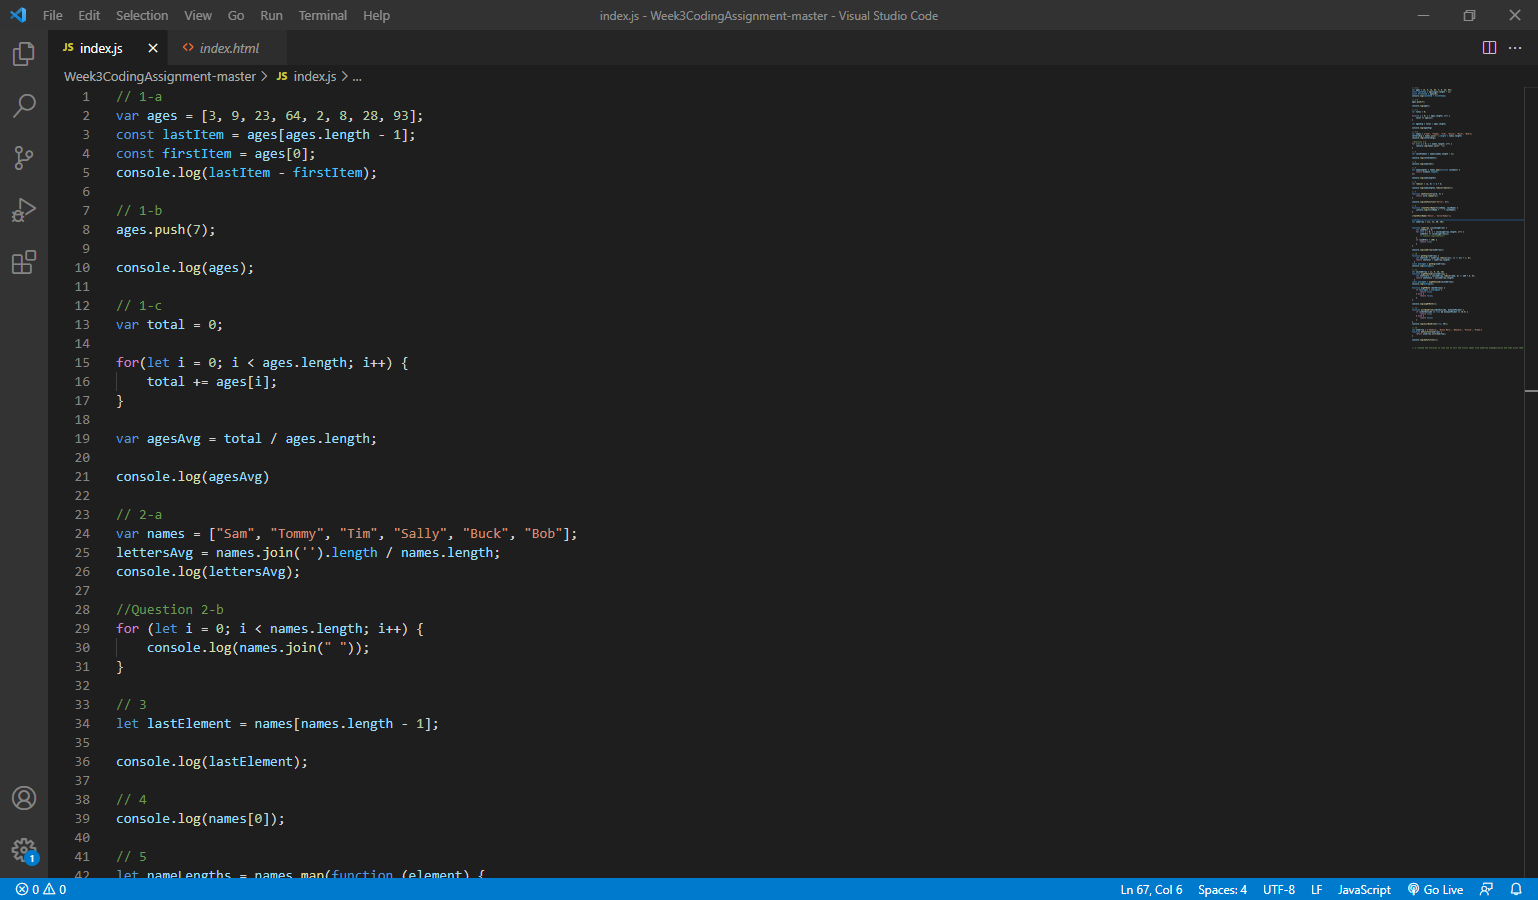 File Edit Selection View Go Run Terminal Help index.js - Week3CodingAssignment-master - Visual Studio Code
JS index.js <> index.html
Week3CodingAssignment-master > JS index.js > ...
1 // 1-a
2 var ages = [3, 9, 23, 64, 2, 8, 28, 93];
3 const lastItem = ages[ages.length - 1];
4 const firstItem = ages[0];
5 console.log(lastItem - firstItem);
6
7 // 1-b
8 ages.push(7);
9
10 console.log(ages);
11
12 // 1-c
13 var total = 0;
14
15 for(let i = 0; i < ages.length; i++) {
16     total += ages[i];
17 }
18
19 var agesAvg = total / ages.length;
20
21 console.log(agesAvg)
22
23 // 2-a
24 var names = ["Sam", "Tommy", "Tim", "Sally", "Buck", "Bob"];
25 lettersAvg = names.join('').length / names.length;
26 console.log(lettersAvg);
27
28 //Question 2-b
29 for (let i = 0; i < names.length; i++) {
30     console.log(names.join(" "));
31 }
32
33 // 3
34 let lastElement = names[names.length - 1];
35
36 console.log(lastElement);
37
38 // 4
39 console.log(names[0]);
40
41 // 5
42 let nameLengths = names.map(function (element) {
1
0 0 Ln 67, Col 6 Spaces: 4 UTF-8 LF JavaScript Go Live